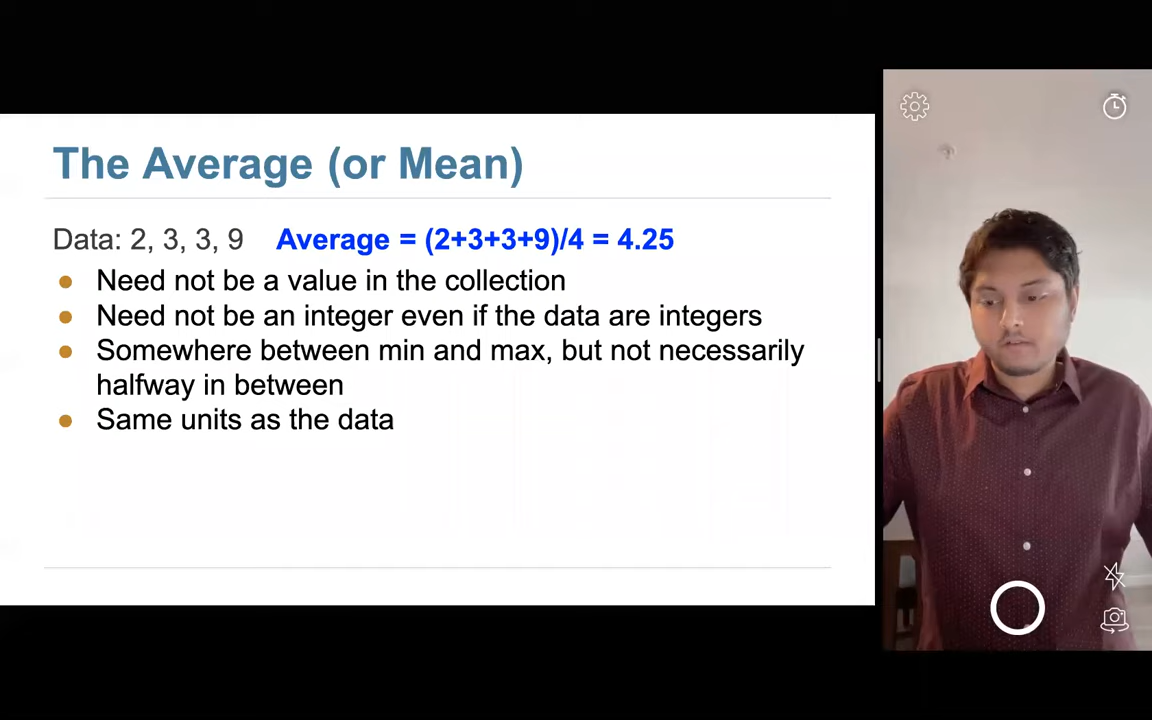 The Average (or Mean)
Data: 2, 3, 3, 9 Average = (2+3+3+9)/4 = 4.25
● Need not be a value in the collection
● Need not be an integer even if the data are integers
● Somewhere between min and max, but not necessarily
halfway in between
● Same units as the data